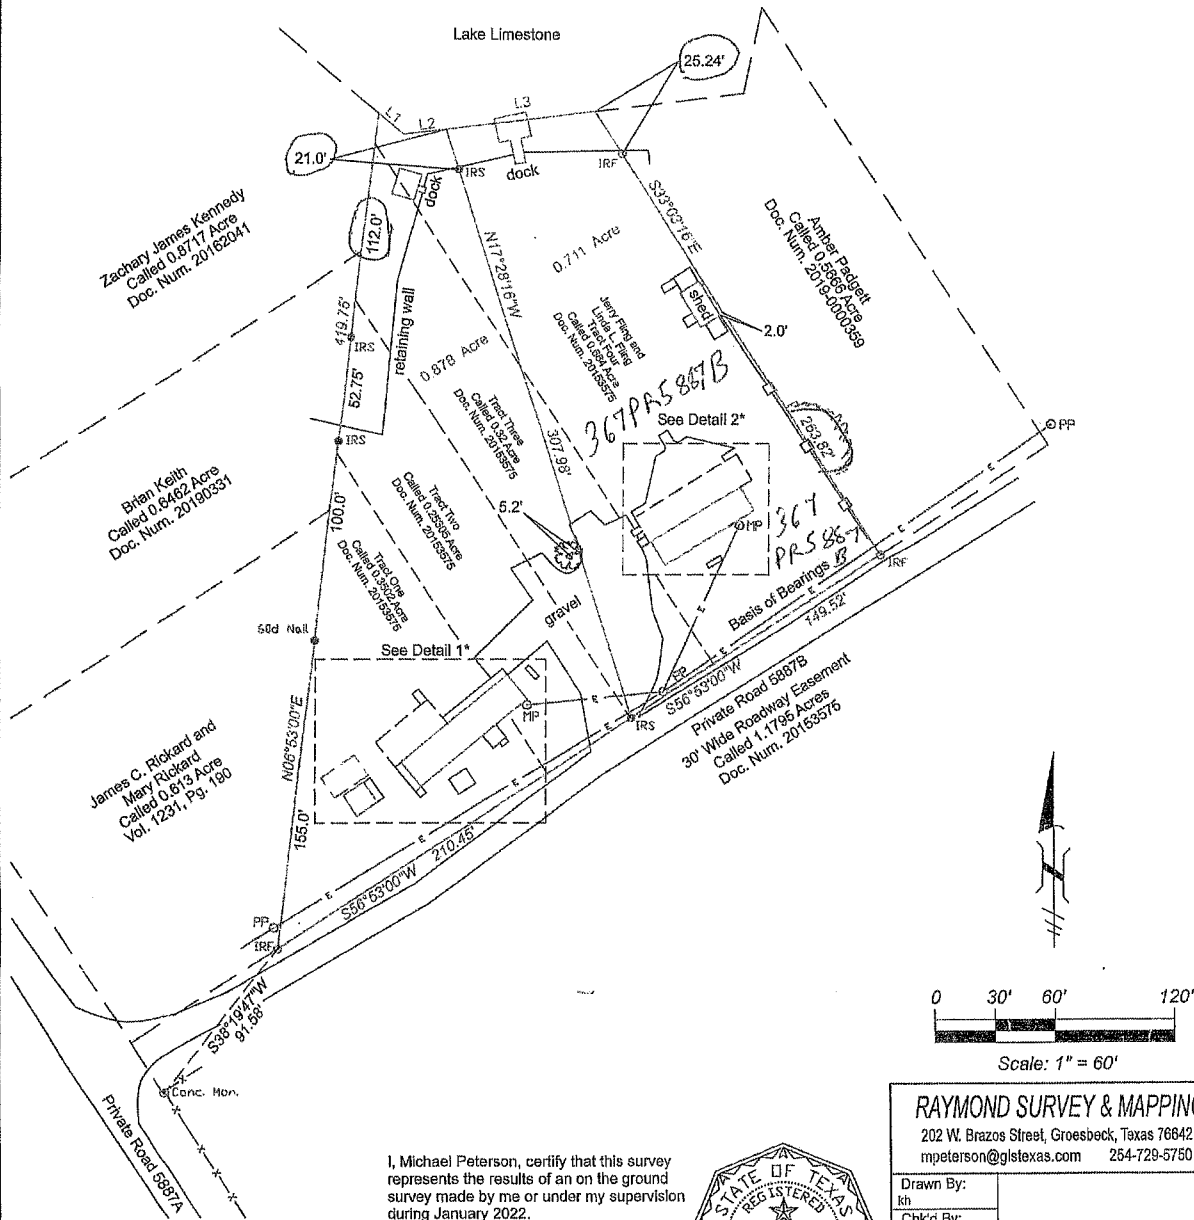 Lake Limestone
25.24'
L1
L2
L3
21.0'
IRS
dock
dock
IRF
Zachary James Kennedy
Called 0.8717 Acre
Doc. Num. 20162041
112.0'
419.75'
IRS
52.75'
retaining wall
IRS
N17°28'16"W
307.98'
0.711 Acre
S33°03'16"E
Amber Padgett
Called 0.5665 Acre
Doc. Num. 2019-0000359
Jerry Fling and
Linda L. Fling
Tract Four
Called 0.684 Acre
Doc. Num. 20153575
shed
2.0'
0.878 Acre
Tract Three
Called 0.32 Acre
Doc. Num. 20153575
367 PR 5887B
See Detail 2*
263.82'
PP
Brian Keith
Called 0.6462 Acre
Doc. Num. 20190331
Tract Two
Called 0.25305 Acre
Doc. Num. 20153575
5.2'
MP
367
PR 5887
B
100.0'
Tract One
Called 0.3502 Acre
Doc. Num. 20153575
gravel
Basis of Bearings
IRF
149.52'
60d Nail
See Detail 1*
E
E
E
EP
S56°53'00"W
MP
E
IRS
Private Road 5887B
30' Wide Roadway Easement
Called 1.1795 Acres
Doc. Num. 20153575
James C. Rickard and
Mary Rickard
Called 0.613 Acre
Vol. 1231, Pg. 190
N06°53'00"E
155.0'
E
E
E
E
210.45'
S56°53'00"W
PP
IRF
S38°19'47"W
91.58'
X
Conc. Mon.
X
X
X
X
Private Road 5887A
0 30' 60' 120'
Scale: 1" = 60'
RAYMOND SURVEY & MAPPING
202 W. Brazos Street, Groesbeck, Texas 76642
mpeterson@glstexas.com 254-729-5750
Drawn By:
kh
Chk'd By:
I, Michael Peterson, certify that this survey
represents the results of an on the ground
survey made by me or under my supervision
during January 2022.
STATE OF TEXAS
REGISTERED